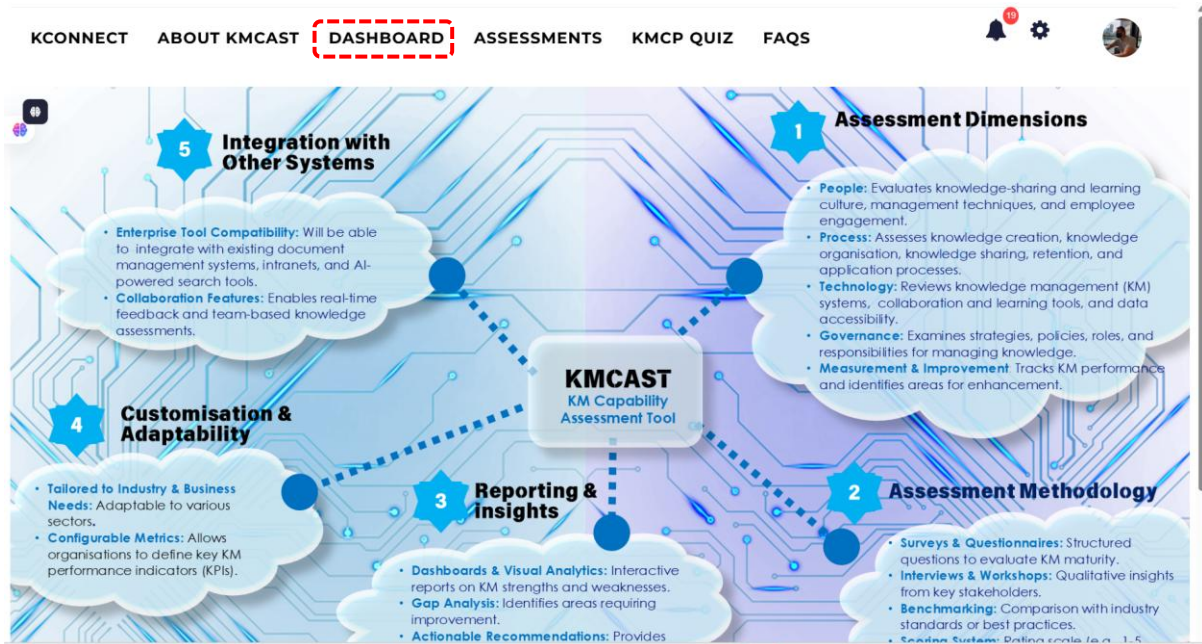 KCONNECT ABOUT KMCAST DASHBOARD ASSESSMENTS KMCP QUIZ FAQS 19
5 Integration with
Other Systems
• Enterprise Tool Compatibility: Will be able
to integrate with existing document
management systems, intranets, and AI-
powered search tools.
• Collaboration Features: Enables real-time
feedback and team-based knowledge
assessments.
1 Assessment Dimensions
• People: Evaluates knowledge-sharing and learning
culture, management techniques, and employee
engagement.
• Process: Assesses knowledge creation, knowledge
organisation, knowledge sharing, retention, and
application processes.
• Technology: Reviews knowledge management (KM)
systems, collaboration and learning tools, and data
accessibility.
• Governance: Examines strategies, policies, roles, and
responsibilities for managing knowledge.
• Measurement & Improvement: Tracks KM performance
and identifies areas for enhancement.
KMCAST
KM Capability
Assessment Tool
4 Customisation &
Adaptability
• Tailored to Industry & Business
Needs: Adaptable to various
sectors.
• Configurable Metrics: Allows
organisations to define key KM
performance indicators (KPIs).
3 Reporting &
insights
• Dashboards & Visual Analytics: Interactive
reports on KM strengths and weaknesses.
• Gap Analysis: Identifies areas requiring
improvement.
• Actionable Recommendations: Provides
2 Assessment Methodology
• Surveys & Questionnaires: Structured
questions to evaluate KM maturity.
• Interviews & Workshops: Qualitative insights
from key stakeholders.
• Benchmarking: Comparison with industry
standards or best practices.
• Scoring System: Rating scale (e.g., 1-5